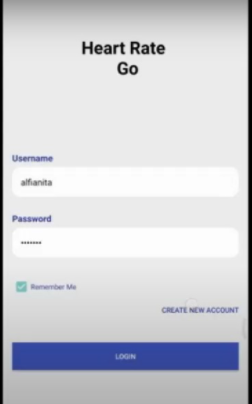 Heart Rate
Go
Username
alfianita
Password
•••••••
Remember Me
CREATE NEW ACCOUNT
LOGIN